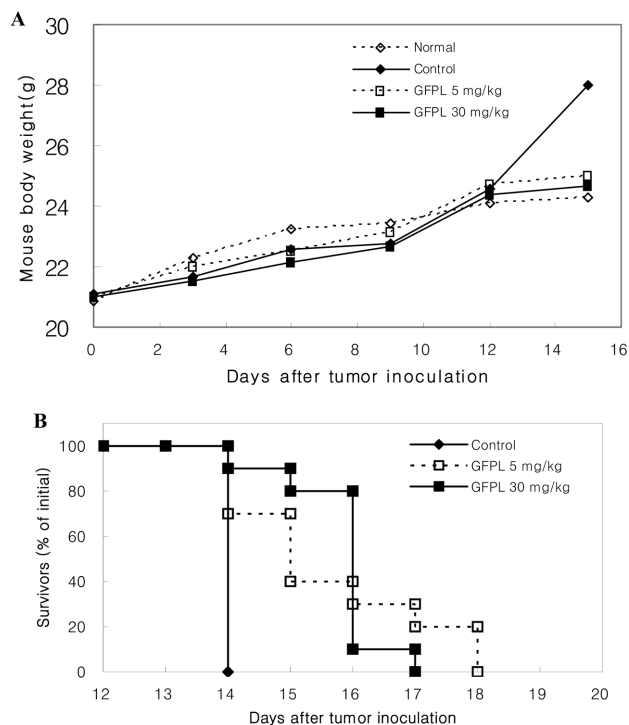 A
30
28
26
24
22
20
Mouse body weight(g)
Normal
Control
GFPL 5 mg/kg
GFPL 30 mg/kg
0 2 4 6 8 10 12 14 16
Days after tumor inoculation
B
100
80
60
40
20
0
Survivors (% of initial)
Control
GFPL 5 mg/kg
GFPL 30 mg/kg
12 13 14 15 16 17 18 19 20
Days after tumor inoculation